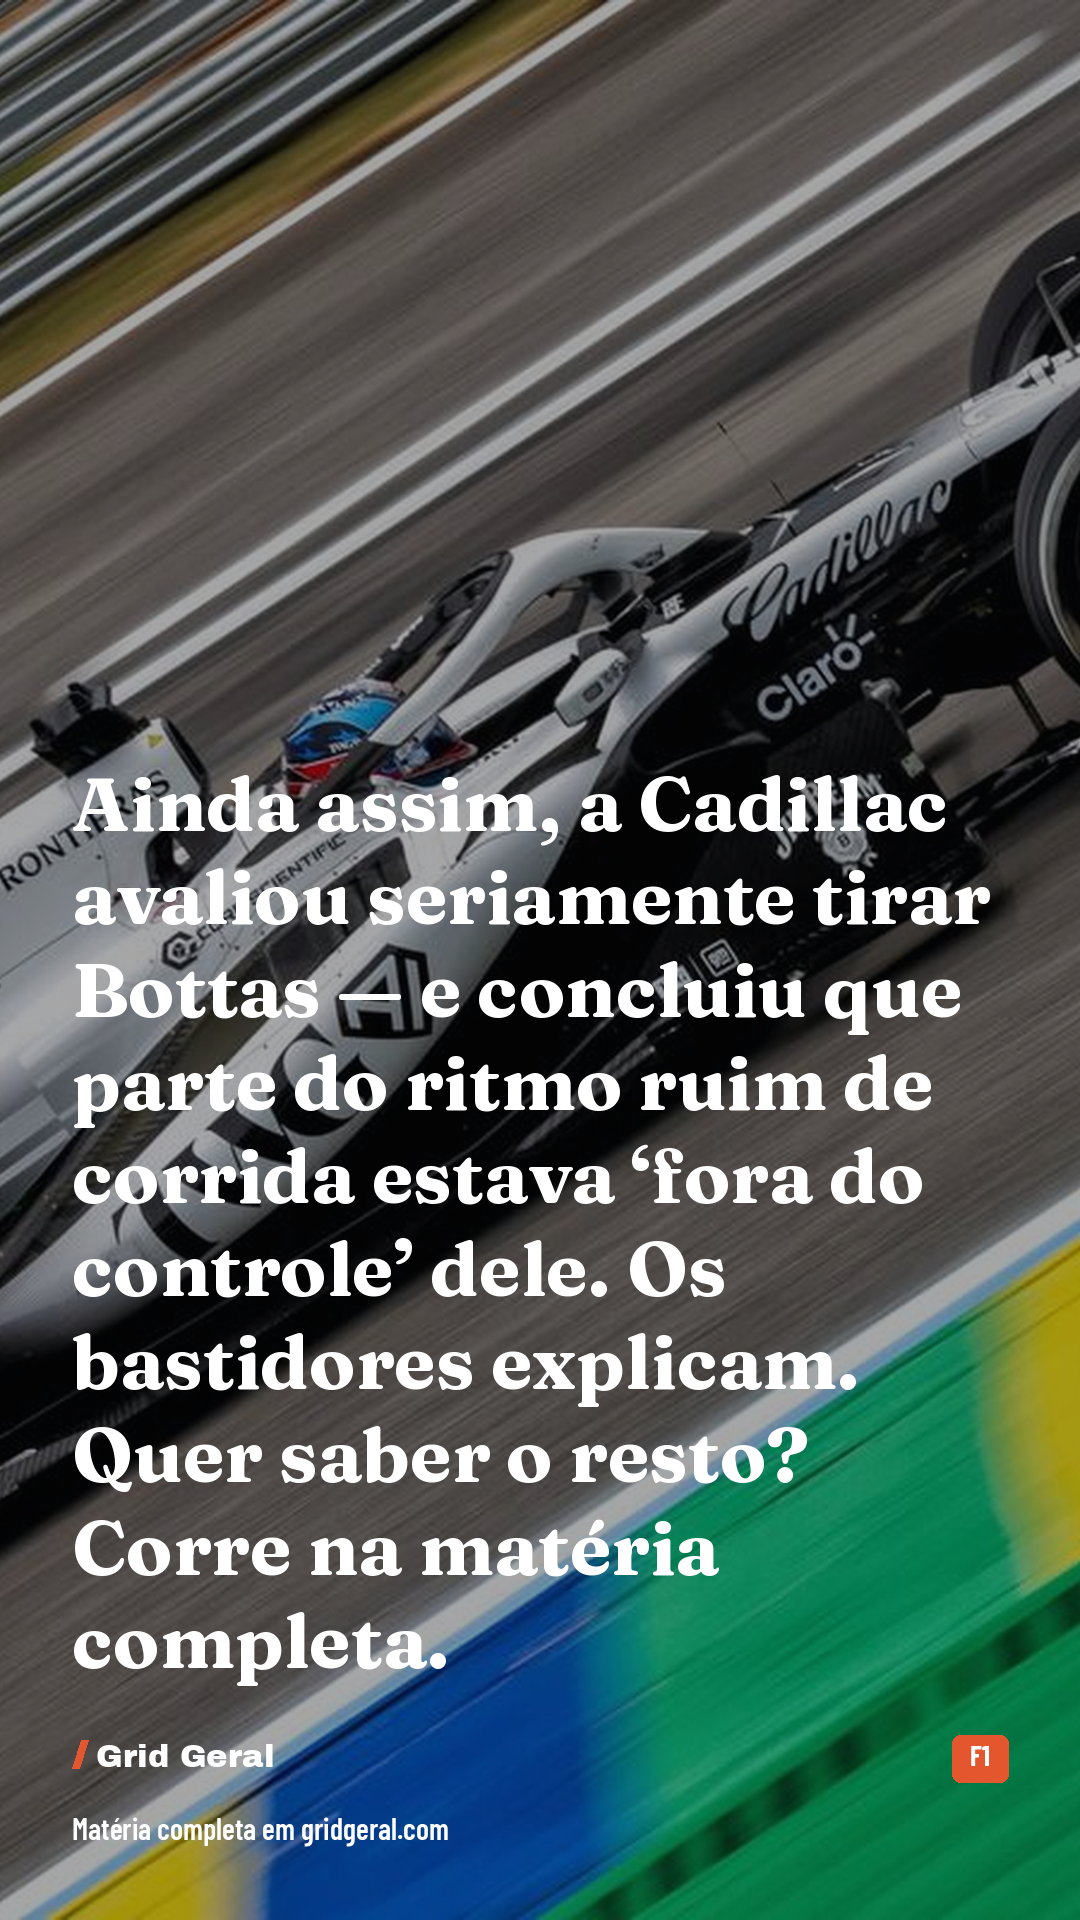 Cadillac
Claro
Ainda assim, a Cadillac
avaliou seriamente tirar
Bottas — e concluiu que
parte do ritmo ruim de
corrida estava ‘fora do
controle’ dele. Os
bastidores explicam.
Quer saber o resto?
Corre na matéria
completa.
/ Grid Geral
F1
Matéria completa em gridgeral.com